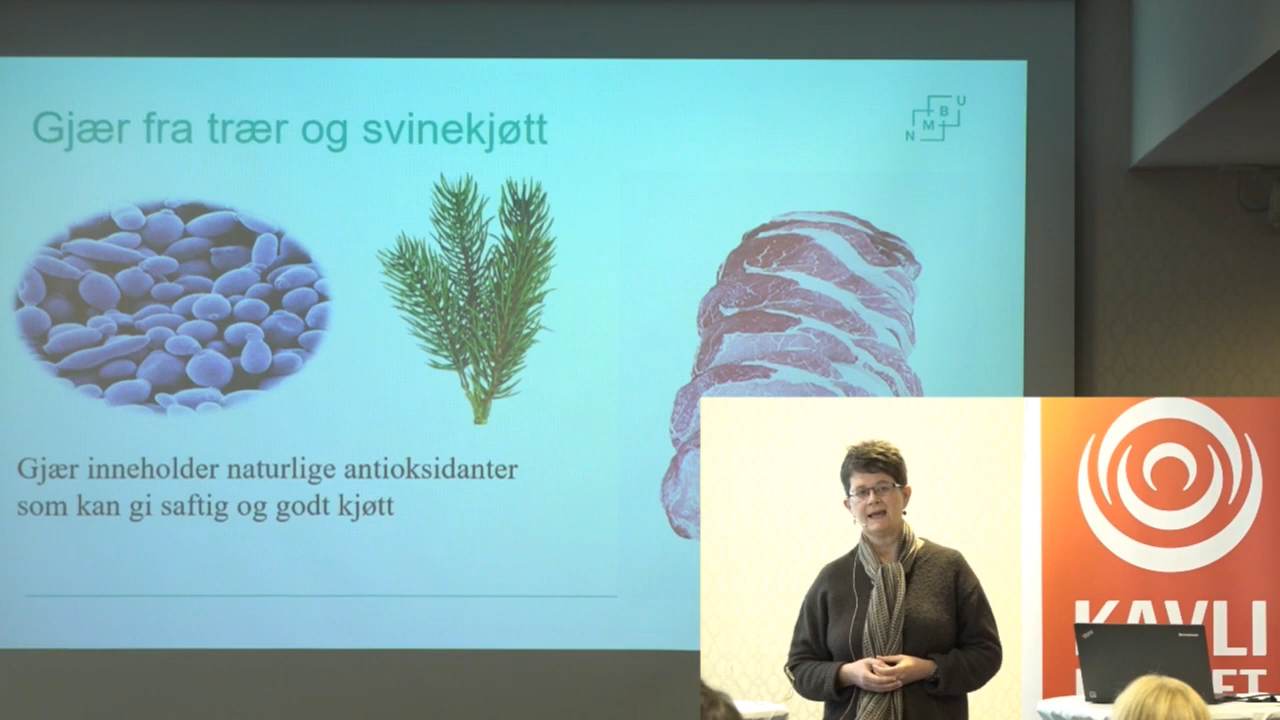 Gjær fra trær og svinekjøtt
N M B U
Gjær inneholder naturlige antioksidanter
som kan gi saftig og godt kjøtt
KAVLI